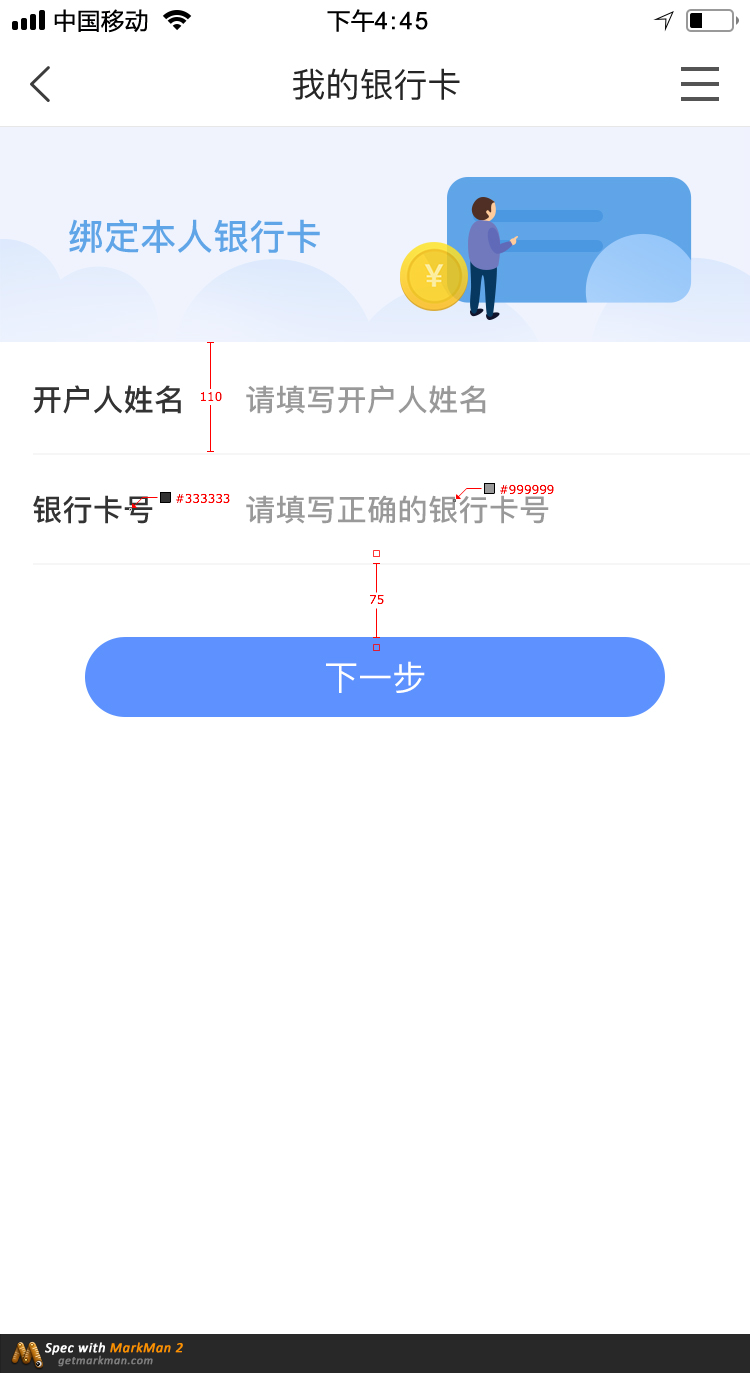 中国移动 下午4:45
我的银行卡
绑定本人银行卡
¥
开户人姓名 110 请填写开户人姓名
银行卡号 #333333 请填写正确的银行卡号 #999999
75
下一步
Spec with MarkMan 2
getmarkman.com